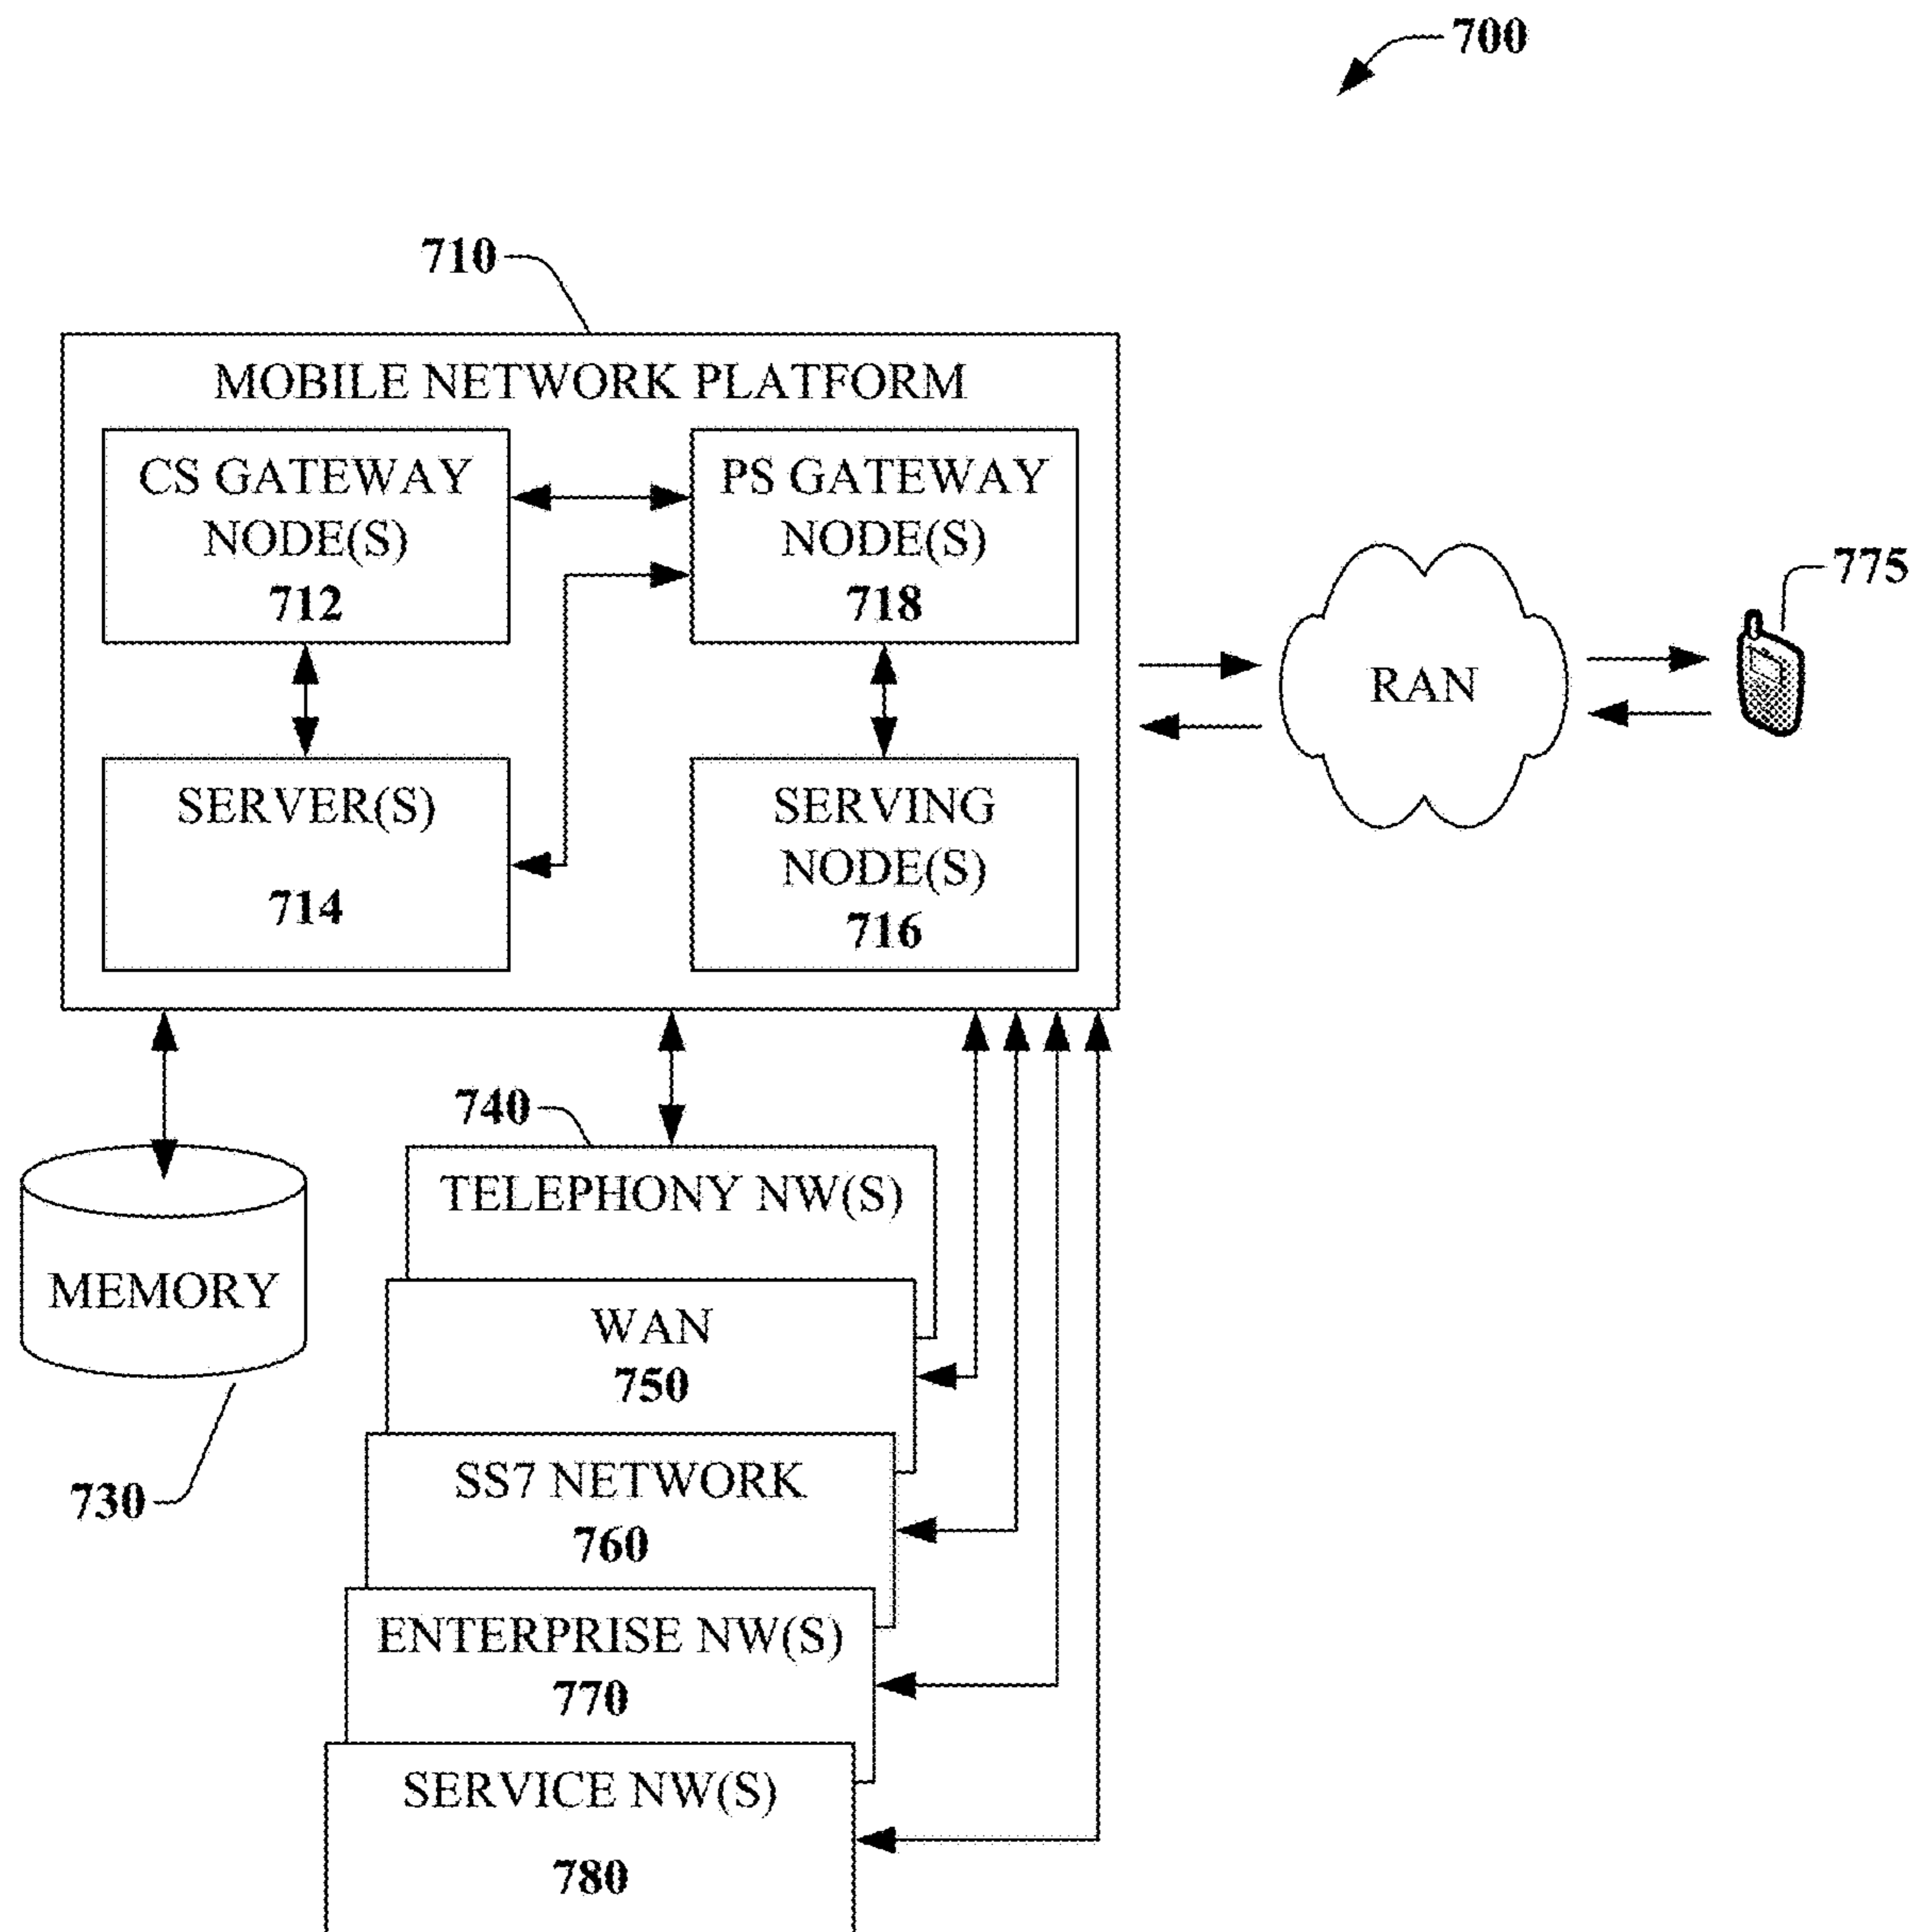 700
710
MOBILE NETWORK PLATFORM
CS GATEWAY
NODE(S)
712
PS GATEWAY
NODE(S)
718
SERVER(S)
714
SERVING
NODE(S)
716
RAN
775
MEMORY
730
740
TELEPHONY NW(S)
WAN
750
SS7 NETWORK
760
ENTERPRISE NW(S)
770
SERVICE NW(S)
780